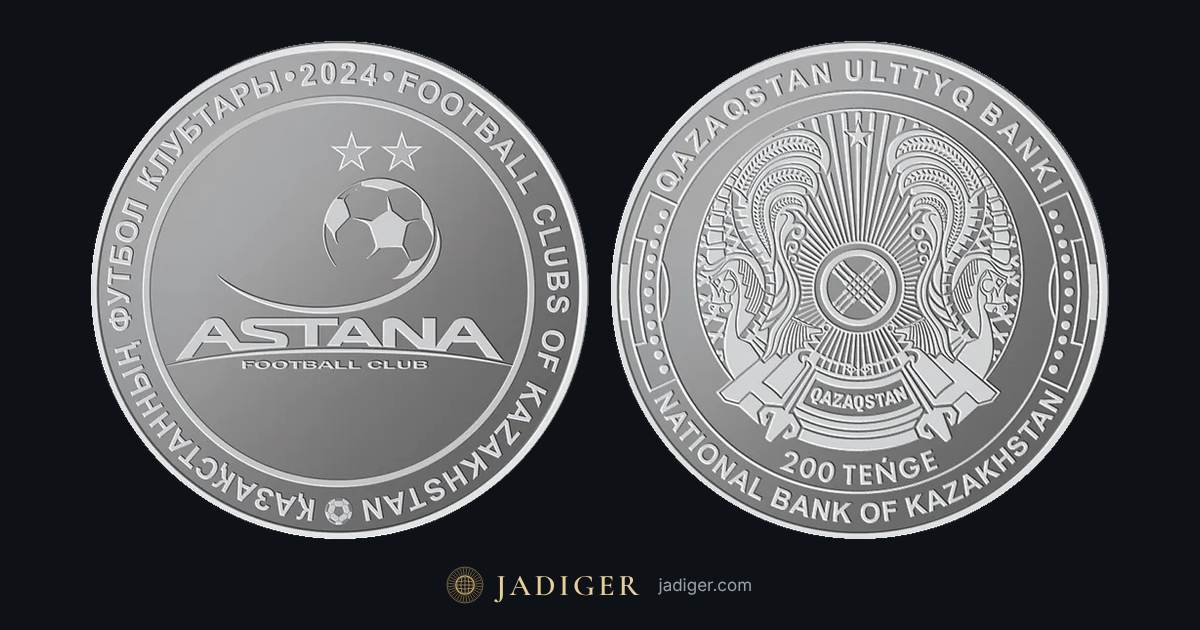 ҚАЗАҚСТАННЫҢ ФУТБОЛ КЛУБТАРЫ•2024•FOOTBALL CLUBS OF KAZAKHSTAN
ASTANA
FOOTBALL CLUB
QAZAQSTAN ULTTYQ BANKI
QAZAQSTAN
200 TEŃGE
NATIONAL BANK OF KAZAKHSTAN
JADIGER jadiger.com